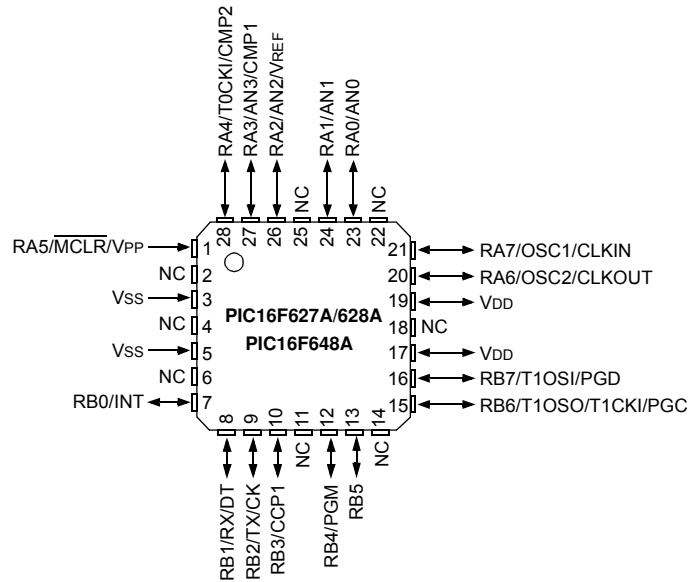 RA4/T0CKI/CMP2
RA3/AN3/CMP1
RA2/AN2/VREF
NC
RA1/AN1
RA0/AN0
NC
28
27
26
25
24
23
22
RA5/MCLR/VPP
1
NC
2
VSS
3
NC
4
VSS
5
NC
6
RB0/INT
7
PIC16F627A/628A
PIC16F648A
21
RA7/OSC1/CLKIN
20
RA6/OSC2/CLKOUT
19
VDD
18
NC
17
VDD
16
RB7/T1OSI/PGD
15
RB6/T1OSO/T1CKI/PGC
8
9
10
11
12
13
14
RB1/RX/DT
RB2/TX/CK
RB3/CCP1
NC
RB4/PGM
RB5
NC